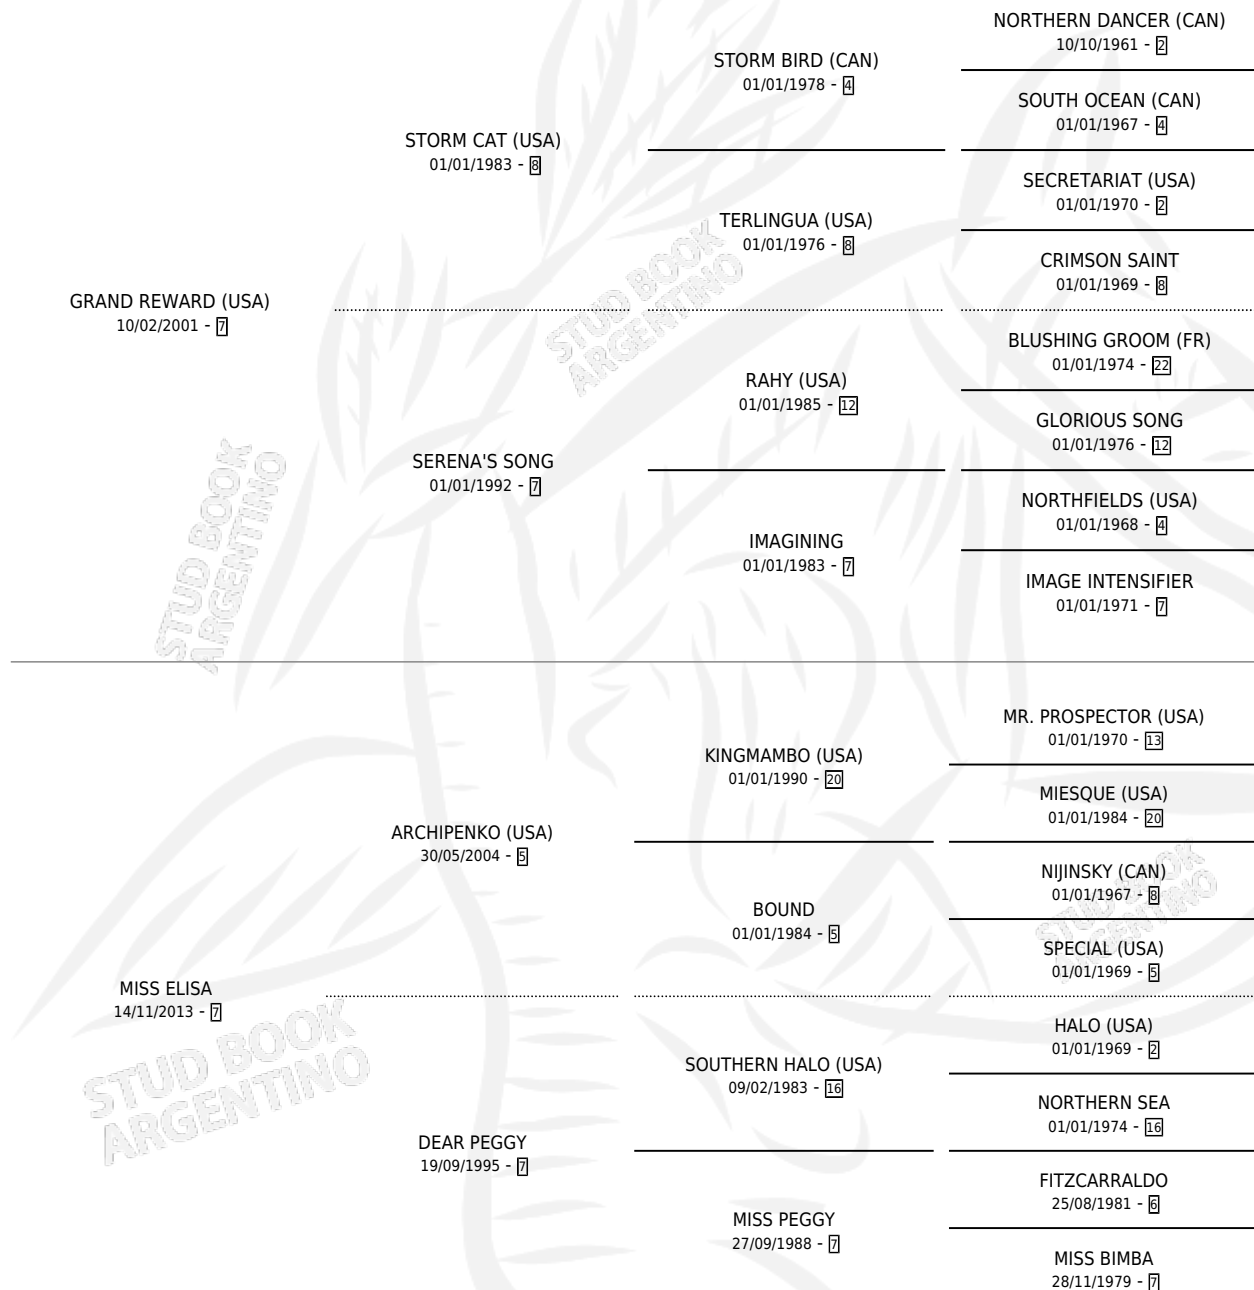 NORTHERN DANCER (CAN)
10/10/1961 - 2
STORM BIRD (CAN)
01/01/1978 - 4
SOUTH OCEAN (CAN)
01/01/1967 - 4
STORM CAT (USA)
01/01/1983 - 8
SECRETARIAT (USA)
01/01/1970 - 2
TERLINGUA (USA)
01/01/1976 - 8
CRIMSON SAINT
01/01/1969 - 8
GRAND REWARD (USA)
10/02/2001 - 7
STUD BOOK
ARGENTINO
BLUSHING GROOM (FR)
01/01/1974 - 22
RAHY (USA)
01/01/1985 - 12
GLORIOUS SONG
01/01/1976 - 12
SERENA'S SONG
01/01/1992 - 7
STUD BOOK
ARGENTINO
NORTHFIELDS (USA)
01/01/1968 - 4
IMAGINING
01/01/1983 - 7
IMAGE INTENSIFIER
01/01/1971 - 7
MR. PROSPECTOR (USA)
01/01/1970 - 13
KINGMAMBO (USA)
01/01/1990 - 20
MIESQUE (USA)
01/01/1984 - 20
ARCHIPENKO (USA)
30/05/2004 - 5
NIJINSKY (CAN)
01/01/1967 - 8
STUD BOOK
ARGENTINO
BOUND
01/01/1984 - 5
SPECIAL (USA)
01/01/1969 - 5
MISS ELISA
14/11/2013 - 7
STUD BOOK
ARGENTINO
HALO (USA)
01/01/1969 - 2
SOUTHERN HALO (USA)
09/02/1983 - 16
NORTHERN SEA
01/01/1974 - 16
DEAR PEGGY
19/09/1995 - 7
FITZCARRALDO
25/08/1981 - 6
MISS PEGGY
27/09/1988 - 7
MISS BIMBA
28/11/1979 - 7